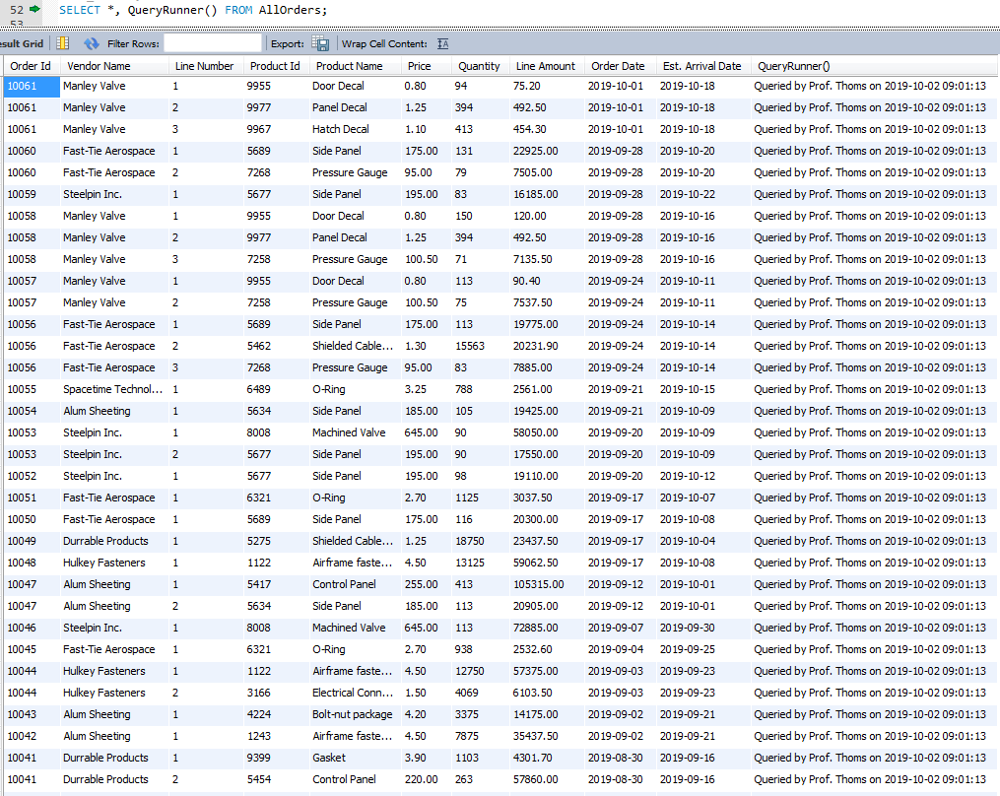 52 SELECT *, QueryRunner() FROM AllOrders;
53
esult Grid Filter Rows: Export: Wrap Cell Content: IA
Order Id Vendor Name Line Number Product Id Product Name Price Quantity Line Amount Order Date Est. Arrival Date QueryRunner()
10061 Manley Valve 1 9955 Door Decal 0.80 94 75.20 2019-10-01 2019-10-18 Queried by Prof. Thoms on 2019-10-02 09:01:13
10061 Manley Valve 2 9977 Panel Decal 1.25 394 492.50 2019-10-01 2019-10-18 Queried by Prof. Thoms on 2019-10-02 09:01:13
10061 Manley Valve 3 9967 Hatch Decal 1.10 413 454.30 2019-10-01 2019-10-18 Queried by Prof. Thoms on 2019-10-02 09:01:13
10060 Fast-Tie Aerospace 1 5689 Side Panel 175.00 131 22925.00 2019-09-28 2019-10-20 Queried by Prof. Thoms on 2019-10-02 09:01:13
10060 Fast-Tie Aerospace 2 7268 Pressure Gauge 95.00 79 7505.00 2019-09-28 2019-10-20 Queried by Prof. Thoms on 2019-10-02 09:01:13
10059 Steelpin Inc. 1 5677 Side Panel 195.00 83 16185.00 2019-09-28 2019-10-22 Queried by Prof. Thoms on 2019-10-02 09:01:13
10058 Manley Valve 1 9955 Door Decal 0.80 150 120.00 2019-09-28 2019-10-16 Queried by Prof. Thoms on 2019-10-02 09:01:13
10058 Manley Valve 2 9977 Panel Decal 1.25 394 492.50 2019-09-28 2019-10-16 Queried by Prof. Thoms on 2019-10-02 09:01:13
10058 Manley Valve 3 7258 Pressure Gauge 100.50 71 7135.50 2019-09-28 2019-10-16 Queried by Prof. Thoms on 2019-10-02 09:01:13
10057 Manley Valve 1 9955 Door Decal 0.80 113 90.40 2019-09-24 2019-10-11 Queried by Prof. Thoms on 2019-10-02 09:01:13
10057 Manley Valve 2 7258 Pressure Gauge 100.50 75 7537.50 2019-09-24 2019-10-11 Queried by Prof. Thoms on 2019-10-02 09:01:13
10056 Fast-Tie Aerospace 1 5689 Side Panel 175.00 113 19775.00 2019-09-24 2019-10-14 Queried by Prof. Thoms on 2019-10-02 09:01:13
10056 Fast-Tie Aerospace 2 5462 Shielded Cable... 1.30 15563 20231.90 2019-09-24 2019-10-14 Queried by Prof. Thoms on 2019-10-02 09:01:13
10056 Fast-Tie Aerospace 3 7268 Pressure Gauge 95.00 83 7885.00 2019-09-24 2019-10-14 Queried by Prof. Thoms on 2019-10-02 09:01:13
10055 Spacetime Technol... 1 6489 O-Ring 3.25 788 2561.00 2019-09-21 2019-10-15 Queried by Prof. Thoms on 2019-10-02 09:01:13
10054 Alum Sheeting 1 5634 Side Panel 185.00 105 19425.00 2019-09-21 2019-10-09 Queried by Prof. Thoms on 2019-10-02 09:01:13
10053 Steelpin Inc. 1 8008 Machined Valve 645.00 90 58050.00 2019-09-20 2019-10-09 Queried by Prof. Thoms on 2019-10-02 09:01:13
10053 Steelpin Inc. 2 5677 Side Panel 195.00 90 17550.00 2019-09-20 2019-10-09 Queried by Prof. Thoms on 2019-10-02 09:01:13
10052 Steelpin Inc. 1 5677 Side Panel 195.00 98 19110.00 2019-09-20 2019-10-12 Queried by Prof. Thoms on 2019-10-02 09:01:13
10051 Fast-Tie Aerospace 1 6321 O-Ring 2.70 1125 3037.50 2019-09-17 2019-10-07 Queried by Prof. Thoms on 2019-10-02 09:01:13
10050 Fast-Tie Aerospace 1 5689 Side Panel 175.00 116 20300.00 2019-09-17 2019-10-08 Queried by Prof. Thoms on 2019-10-02 09:01:13
10049 Durrable Products 1 5275 Shielded Cable... 1.25 18750 23437.50 2019-09-17 2019-10-04 Queried by Prof. Thoms on 2019-10-02 09:01:13
10048 Hulkey Fasteners 1 1122 Airframe faste... 4.50 13125 59062.50 2019-09-17 2019-10-08 Queried by Prof. Thoms on 2019-10-02 09:01:13
10047 Alum Sheeting 1 5417 Control Panel 255.00 413 105315.00 2019-09-12 2019-10-01 Queried by Prof. Thoms on 2019-10-02 09:01:13
10047 Alum Sheeting 2 5634 Side Panel 185.00 113 20905.00 2019-09-12 2019-10-01 Queried by Prof. Thoms on 2019-10-02 09:01:13
10046 Steelpin Inc. 1 8008 Machined Valve 645.00 113 72885.00 2019-09-07 2019-09-30 Queried by Prof. Thoms on 2019-10-02 09:01:13
10045 Fast-Tie Aerospace 1 6321 O-Ring 2.70 938 2532.60 2019-09-04 2019-09-25 Queried by Prof. Thoms on 2019-10-02 09:01:13
10044 Hulkey Fasteners 1 1122 Airframe faste... 4.50 12750 57375.00 2019-09-03 2019-09-23 Queried by Prof. Thoms on 2019-10-02 09:01:13
10044 Hulkey Fasteners 2 3166 Electrical Conn... 1.50 4069 6103.50 2019-09-03 2019-09-23 Queried by Prof. Thoms on 2019-10-02 09:01:13
10043 Alum Sheeting 1 4224 Bolt-nut package 4.20 3375 14175.00 2019-09-02 2019-09-21 Queried by Prof. Thoms on 2019-10-02 09:01:13
10042 Alum Sheeting 1 1243 Airframe faste... 4.50 7875 35437.50 2019-09-02 2019-09-21 Queried by Prof. Thoms on 2019-10-02 09:01:13
10041 Durrable Products 1 9399 Gasket 3.90 1103 4301.70 2019-08-30 2019-09-16 Queried by Prof. Thoms on 2019-10-02 09:01:13
10041 Durrable Products 2 5454 Control Panel 220.00 263 57860.00 2019-08-30 2019-09-16 Queried by Prof. Thoms on 2019-10-02 09:01:13